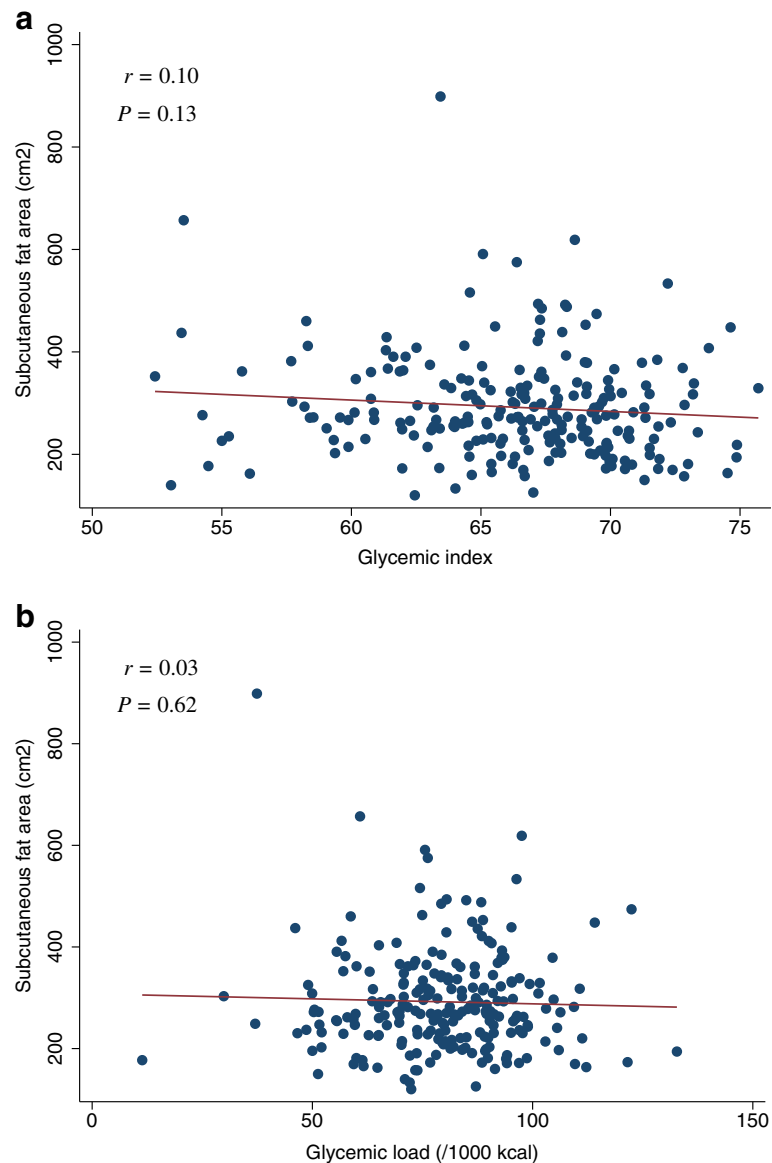 a
r = 0.10
P = 0.13
Subcutaneous fat area (cm2)
1000
800
600
400
200
50 55 60 65 70 75
Glycemic index
b
r = 0.03
P = 0.62
Subcutaneous fat area (cm2)
1000
800
600
400
200
0 50 100 150
Glycemic load (/1000 kcal)